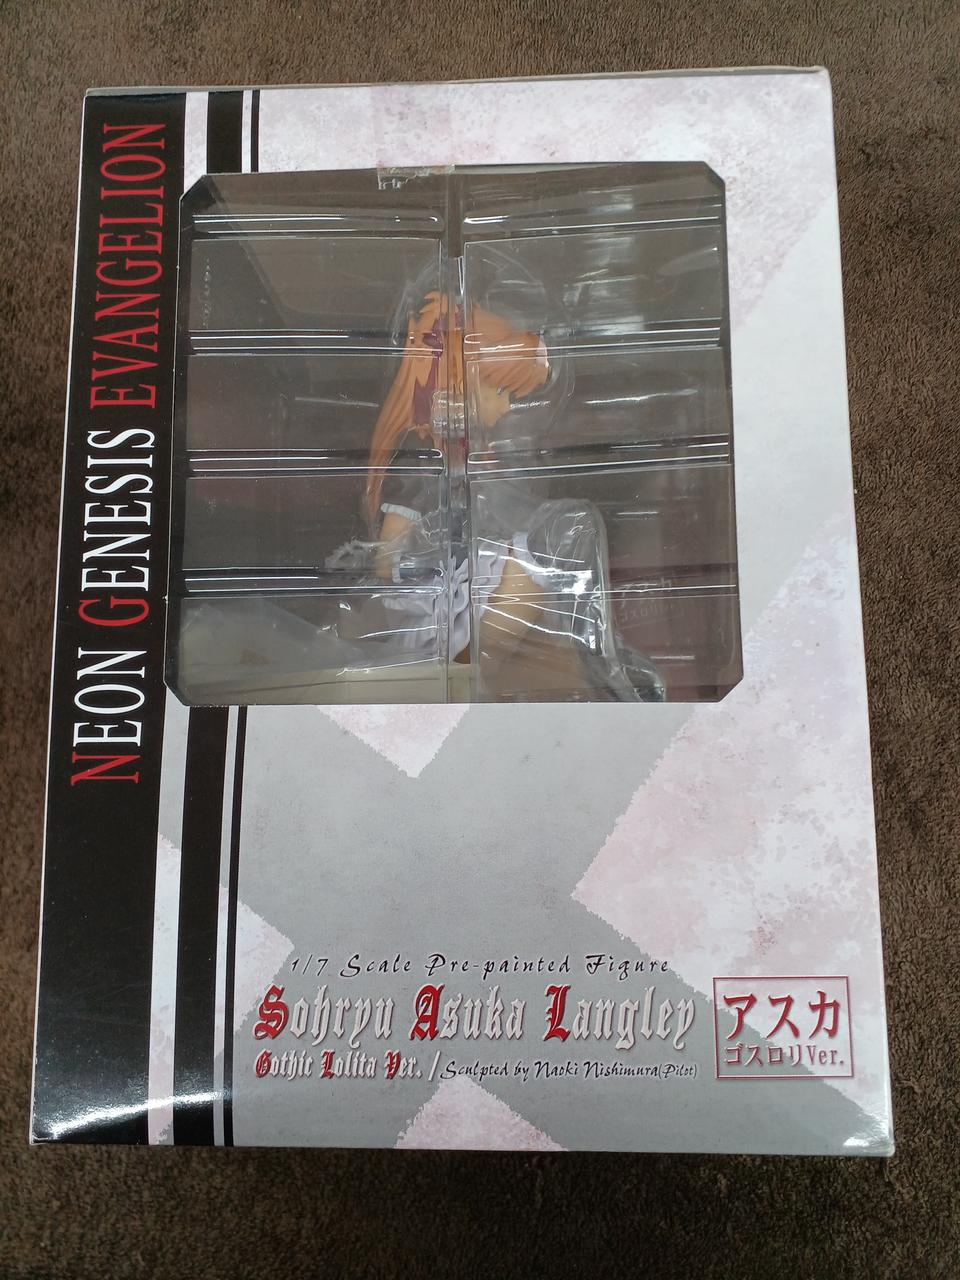 NEON GENESIS EVANGELION
1/7 Scale Pre-painted Figure
Sohryu Asuka Langley
Gothic Lolita Ver. / Sculpted by Naoki Nishimura(Pilot)
アスカ
ゴスロリVer.